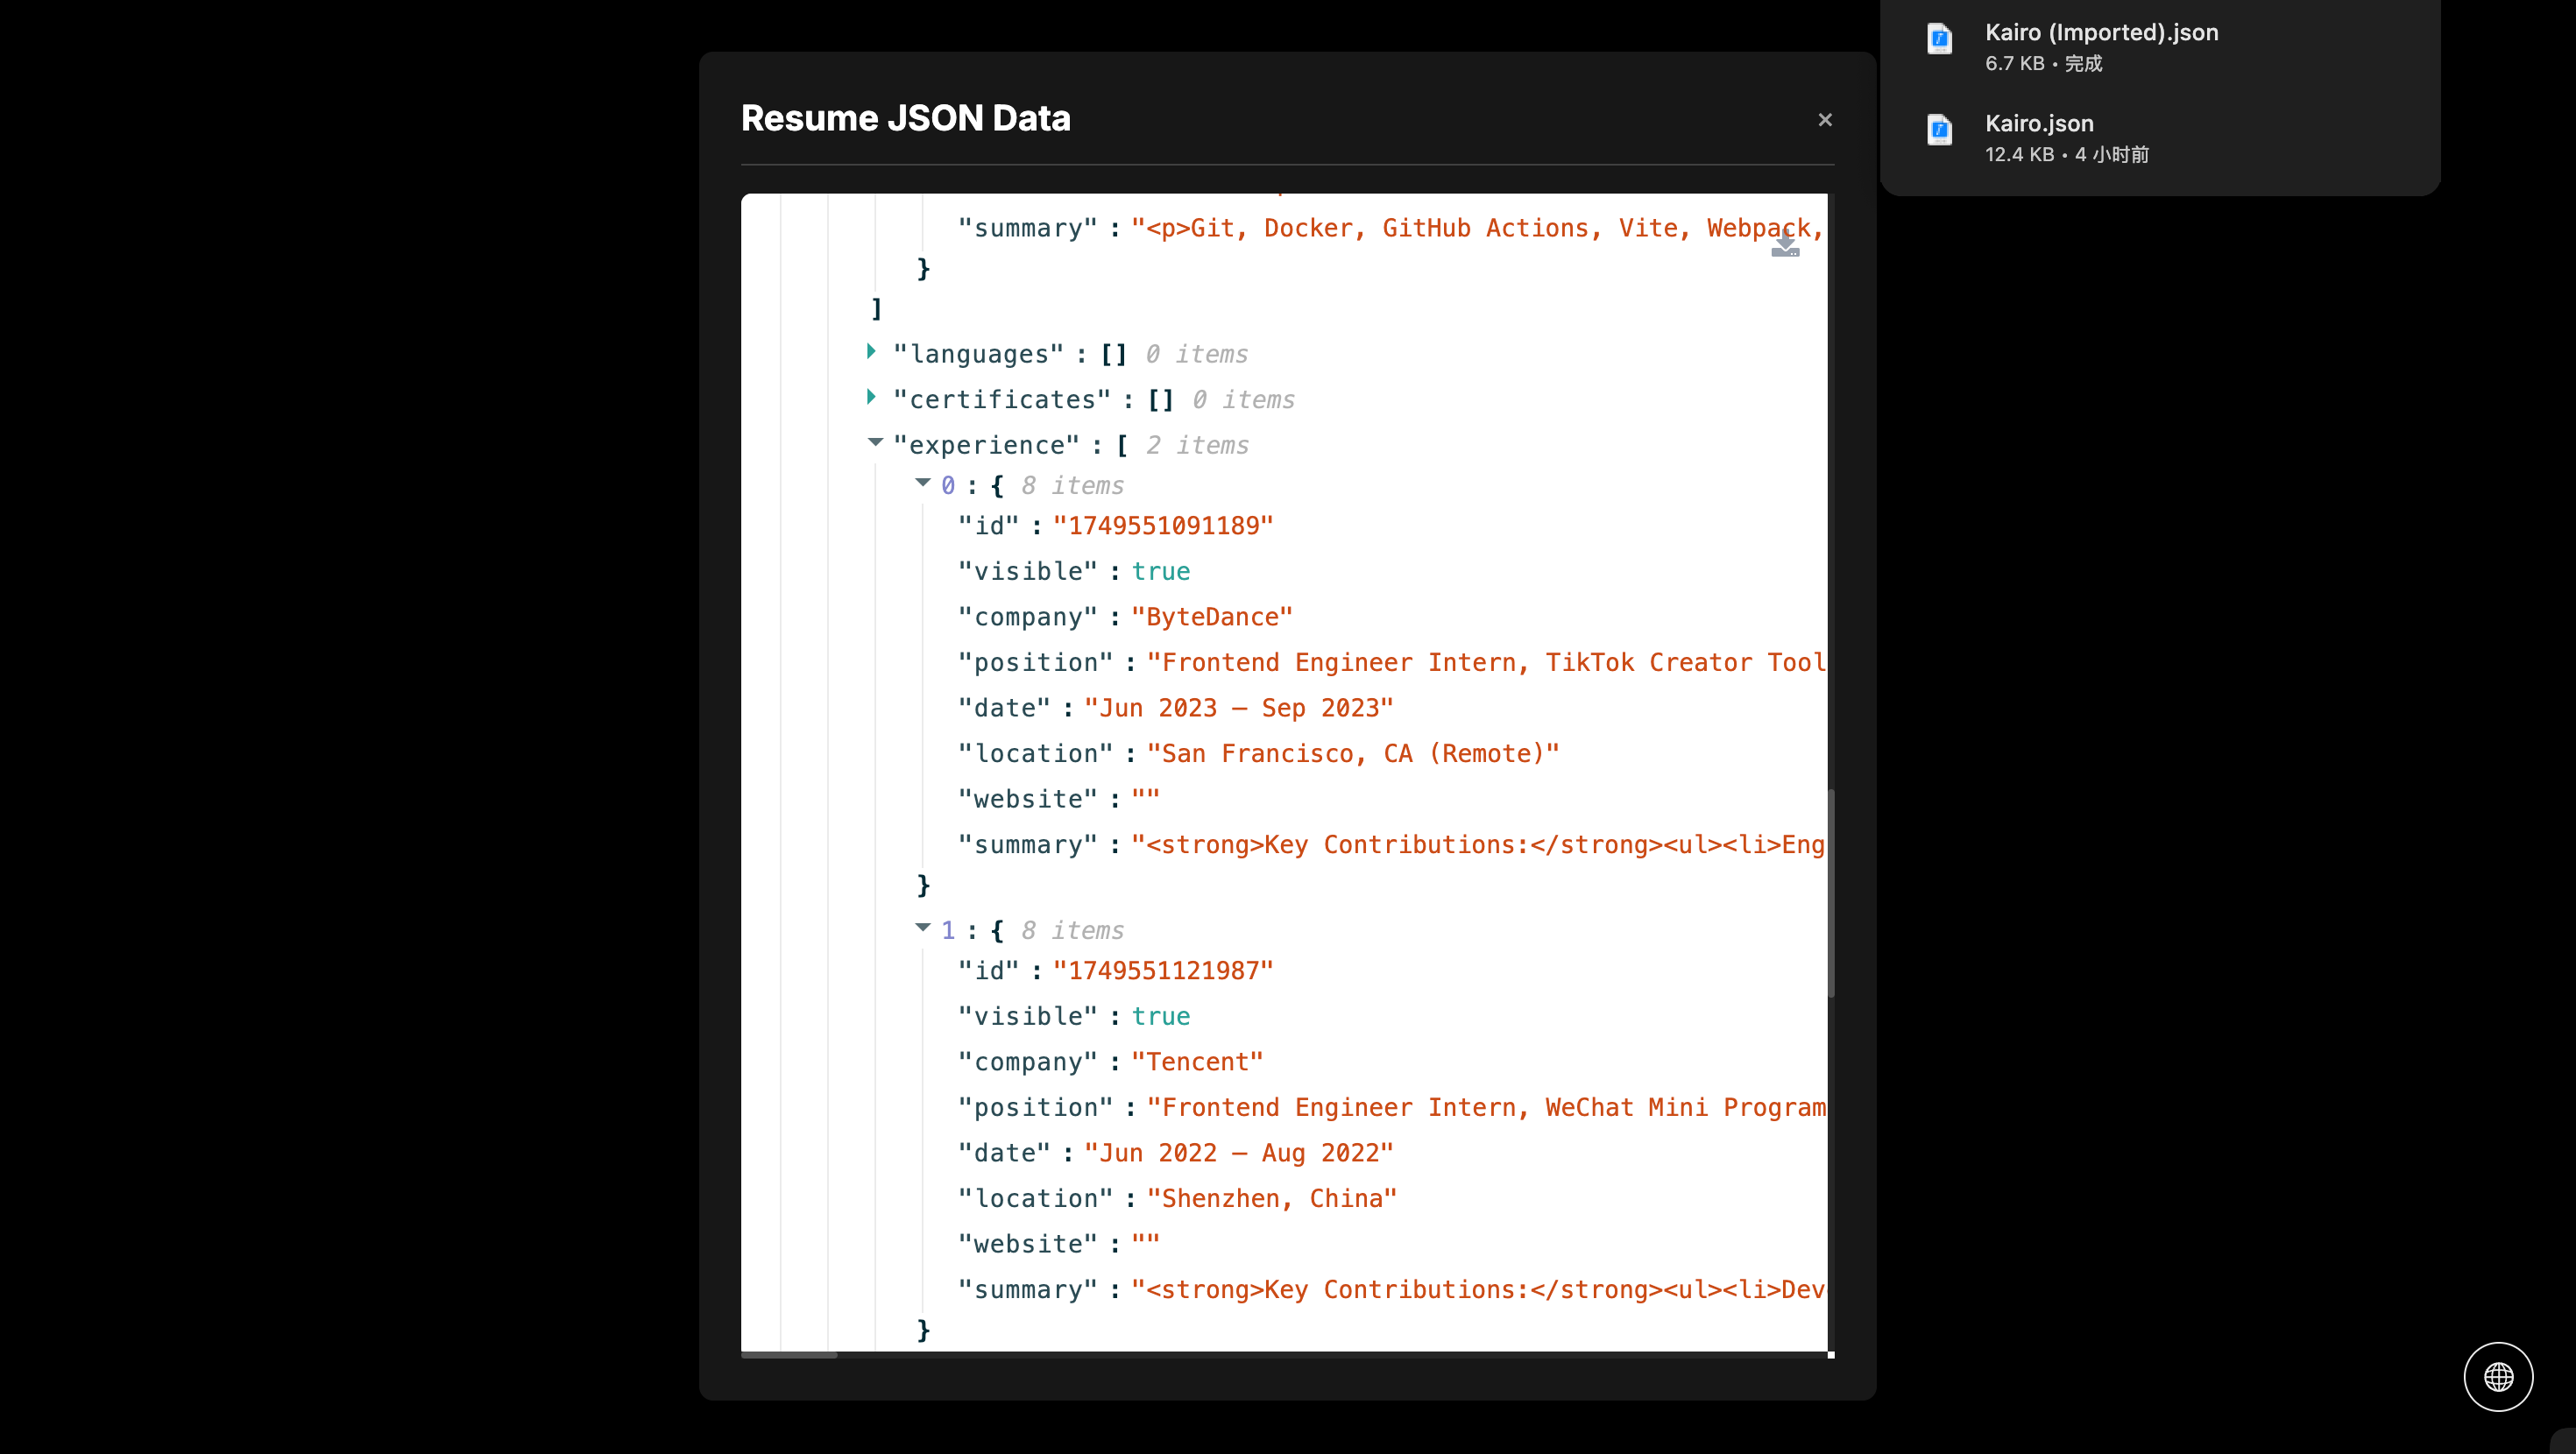 Kairo (Imported).json
6.7 KB • 完成
Kairo.json
12.4 KB • 4 小时前
Resume JSON Data
×
"summary" : "<p>Git, Docker, GitHub Actions, Vite, Webpack,
}
]
"languages" : [] 0 items
"certificates" : [] 0 items
"experience" : [ 2 items
0 : { 8 items
"id" : "1749551091189"
"visible" : true
"company" : "ByteDance"
"position" : "Frontend Engineer Intern, TikTok Creator Tool
"date" : "Jun 2023 – Sep 2023"
"location" : "San Francisco, CA (Remote)"
"website" : ""
"summary" : "<strong>Key Contributions:</strong><ul><li>Eng
}
1 : { 8 items
"id" : "1749551121987"
"visible" : true
"company" : "Tencent"
"position" : "Frontend Engineer Intern, WeChat Mini Program
"date" : "Jun 2022 – Aug 2022"
"location" : "Shenzhen, China"
"website" : ""
"summary" : "<strong>Key Contributions:</strong><ul><li>Dev
}